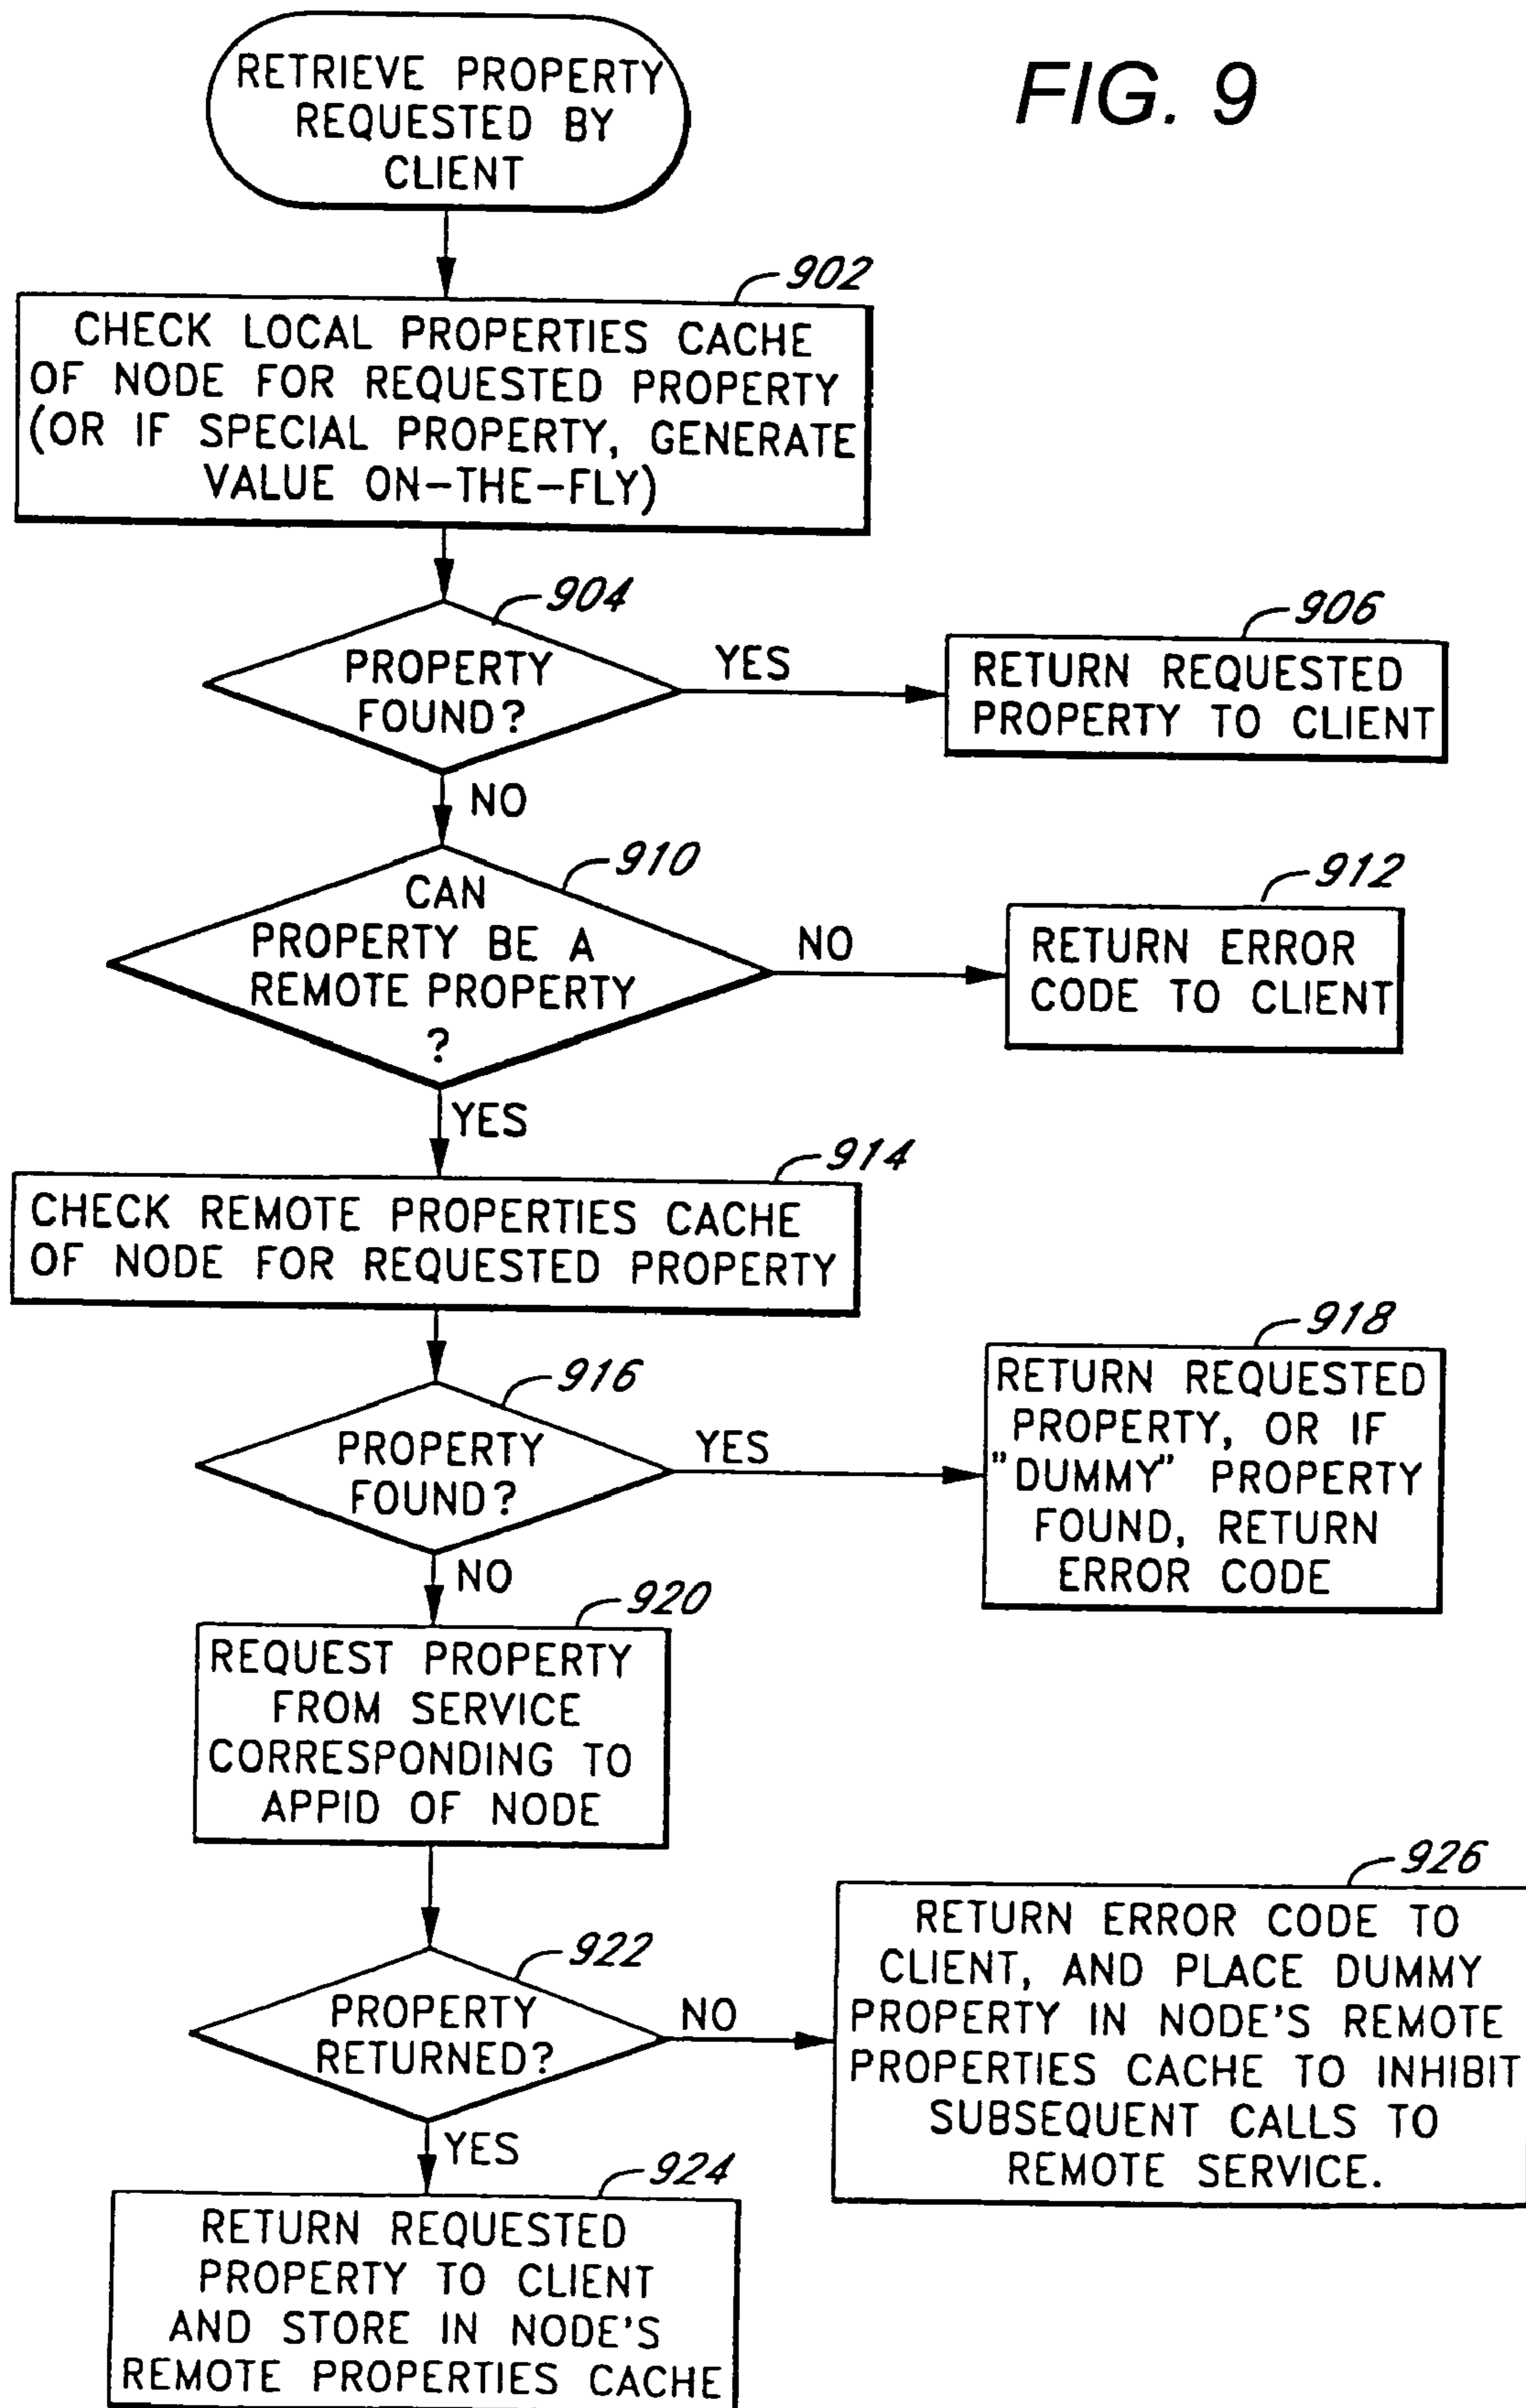 FIG. 9
RETRIEVE PROPERTY
REQUESTED BY
CLIENT
902
CHECK LOCAL PROPERTIES CACHE
OF NODE FOR REQUESTED PROPERTY
(OR IF SPECIAL PROPERTY, GENERATE
VALUE ON-THE-FLY)
904
PROPERTY
FOUND?
YES
906
RETURN REQUESTED
PROPERTY TO CLIENT
NO
910
CAN
PROPERTY BE A
REMOTE PROPERTY
?
NO
912
RETURN ERROR
CODE TO CLIENT
YES
914
CHECK REMOTE PROPERTIES CACHE
OF NODE FOR REQUESTED PROPERTY
916
PROPERTY
FOUND?
YES
918
RETURN REQUESTED
PROPERTY, OR IF
"DUMMY" PROPERTY
FOUND, RETURN
ERROR CODE
NO
920
REQUEST PROPERTY
FROM SERVICE
CORRESPONDING TO
APPID OF NODE
922
PROPERTY
RETURNED?
NO
926
RETURN ERROR CODE TO
CLIENT, AND PLACE DUMMY
PROPERTY IN NODE'S REMOTE
PROPERTIES CACHE TO INHIBIT
SUBSEQUENT CALLS TO
REMOTE SERVICE.
YES
924
RETURN REQUESTED
PROPERTY TO CLIENT
AND STORE IN NODE'S
REMOTE PROPERTIES CACHE